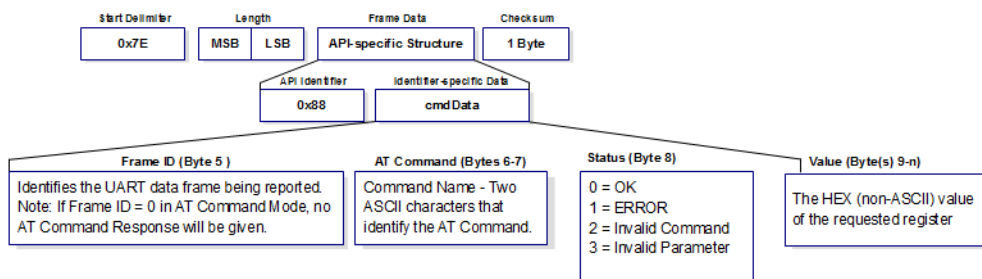 Start Delimiter
Length
Frame Data
Checksum
0x7E
MSB
LSB
API-specific Structure
1 Byte
API Identifier
Identifier-specific Data
0x88
cmdData
Frame ID (Byte 5 )
AT Command (Bytes 6-7)
Status (Byte 8)
Value (Byte(s) 9-n)
Identifies the UART data frame being reported.
Note: If Frame ID = 0 in AT Command Mode, no
AT Command Response will be given.
Command Name - Two
ASCII characters that
identify the AT Command.
0 = OK
1 = ERROR
2 = Invalid Command
3 = Invalid Parameter
The HEX (non-ASCII) value
of the requested register